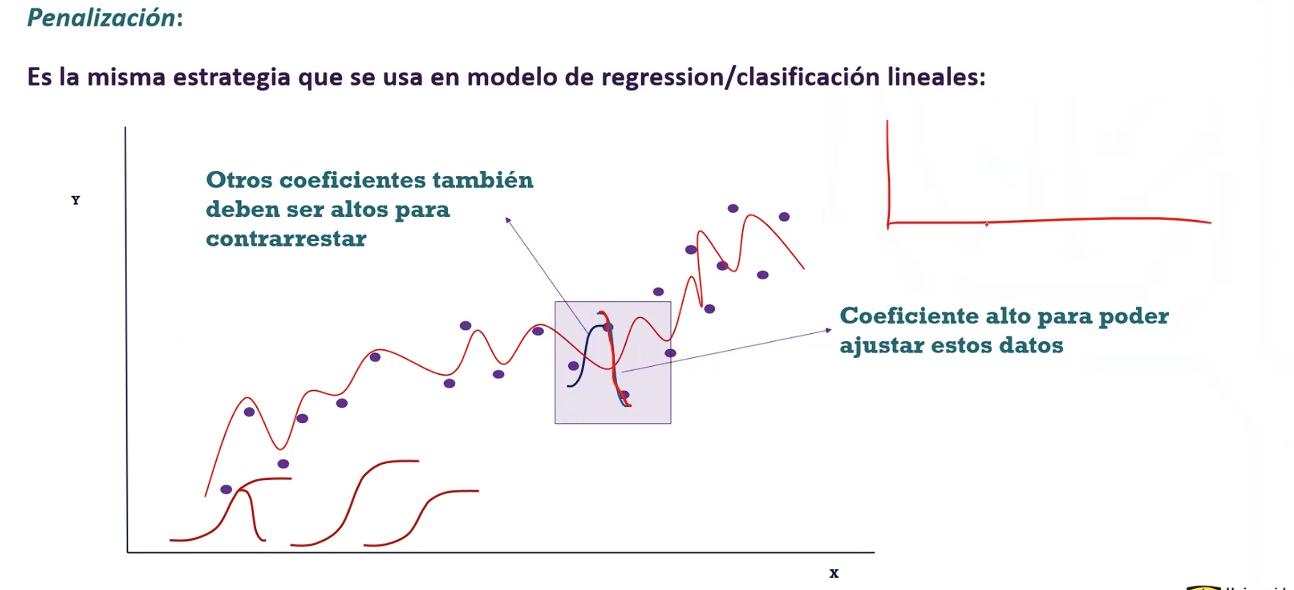 Penalización:
Es la misma estrategia que se usa en modelo de regression/clasificación lineales:
Y
Otros coeficientes también
deben ser altos para
contrarrestar
Coeficiente alto para poder
ajustar estos datos
X